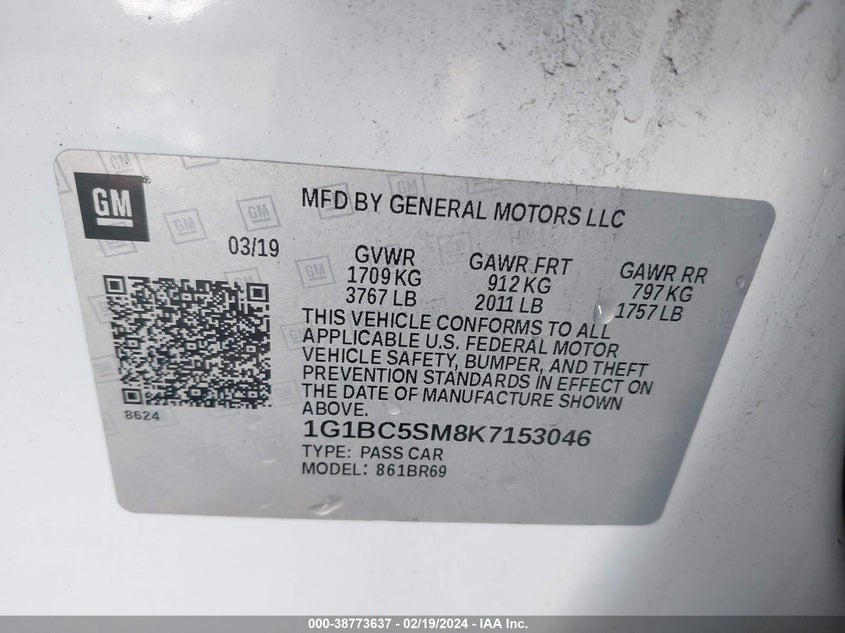 GM
MFD BY GENERAL MOTORS LLC
03/19
GVWR
1709 KG
3767 LB
GAWR FRT
912 KG
2011 LB
GAWR RR
797 KG
1757 LB
THIS VEHICLE CONFORMS TO ALL
APPLICABLE U.S. FEDERAL MOTOR
VEHICLE SAFETY, BUMPER, AND THEFT
PREVENTION STANDARDS IN EFFECT ON
THE DATE OF MANUFACTURE SHOWN
ABOVE.
8624
1G1BC5SM8K7153046
TYPE: PASS CAR
MODEL: 861BR69
000-38773637 - 02/19/2024 - IAA Inc.